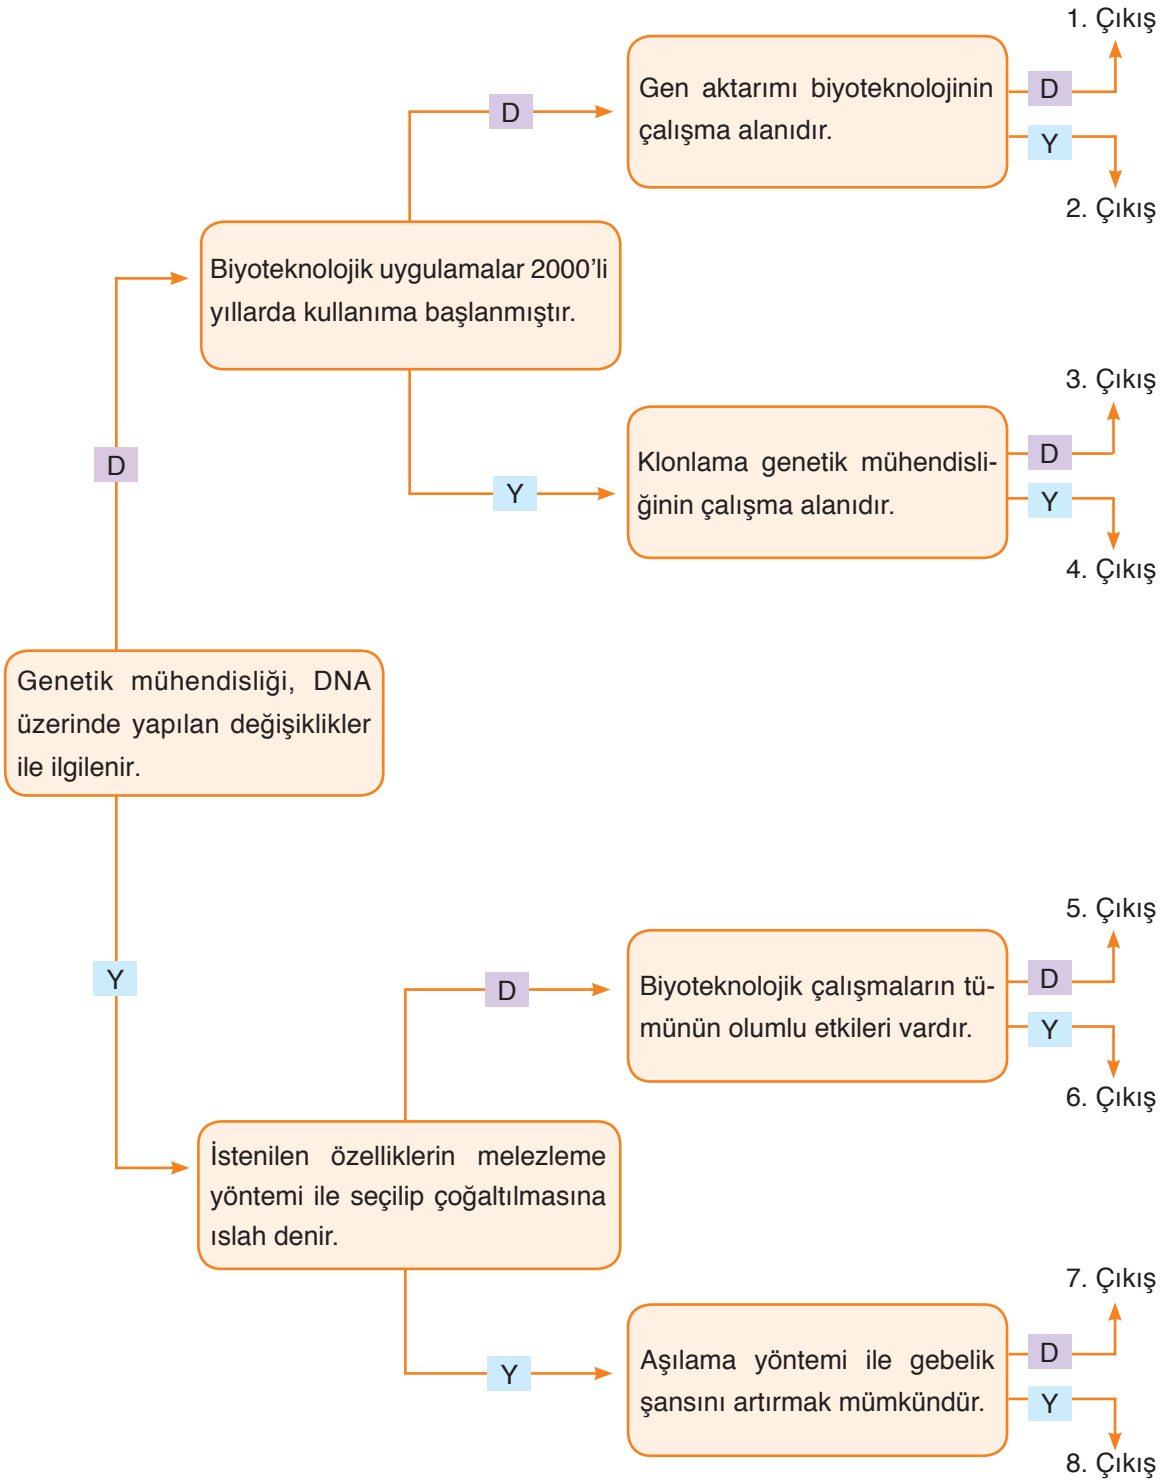 1. Çıkış
Gen aktarımı biyoteknolojinin
çalışma alanıdır.
D
Y
2. Çıkış
D
Biyoteknolojik uygulamalar 2000’li
yıllarda kullanıma başlanmıştır.
3. Çıkış
Klonlama genetik mühendisli-
ğinin çalışma alanıdır.
D
Y
4. Çıkış
D
Y
Genetik mühendisliği, DNA
üzerinde yapılan değişiklikler
ile ilgilenir.
5. Çıkış
Biyoteknolojik çalışmaların tü-
münün olumlu etkileri vardır.
D
Y
6. Çıkış
Y
D
İstenilen özelliklerin melezleme
yöntemi ile seçilip çoğaltılmasına
ıslah denir.
7. Çıkış
Aşılama yöntemi ile gebelik
şansını artırmak mümkündür.
D
Y
8. Çıkış
Y